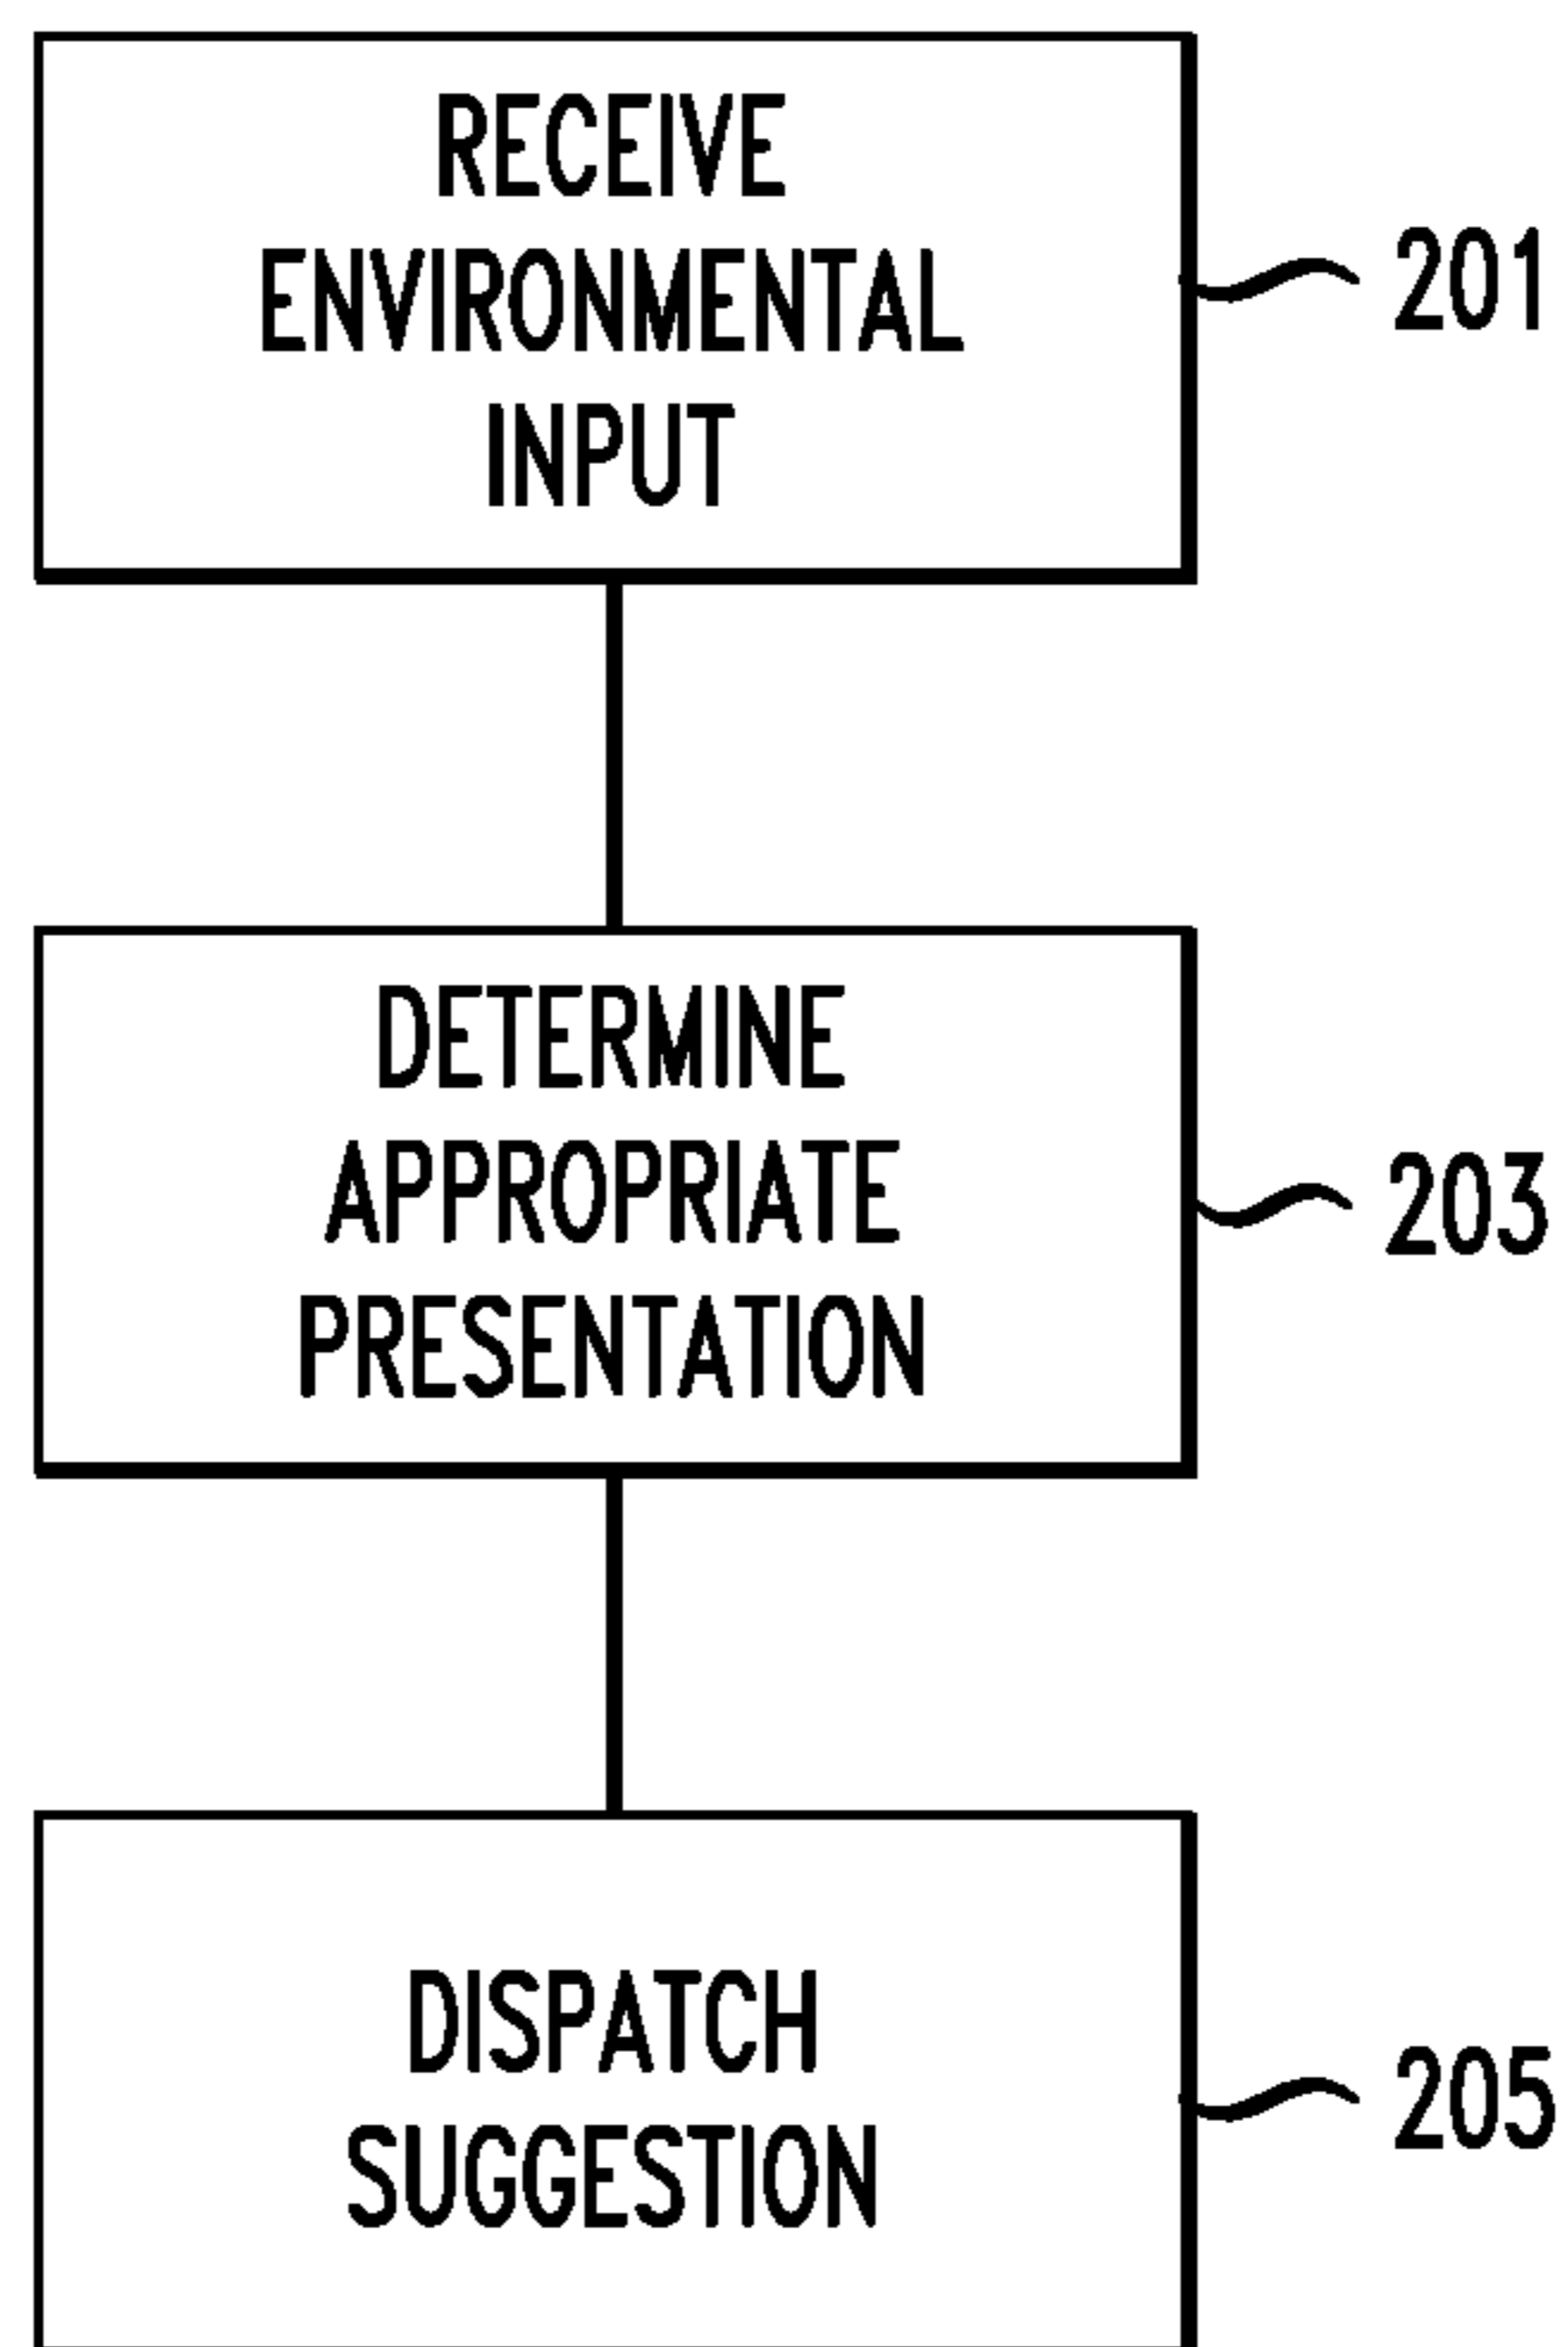 RECEIVE
ENVIRONMENTAL
INPUT
201
DETERMINE
APPROPRIATE
PRESENTATION
203
DISPATCH
SUGGESTION
205